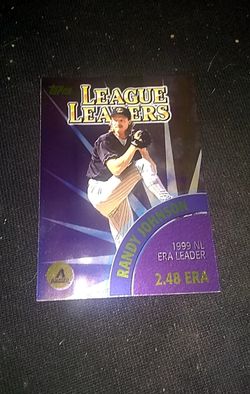 Topps
LEAGUE
LEADERS
RANDY JOHNSON
1999 NL
ERA LEADER
2.48 ERA